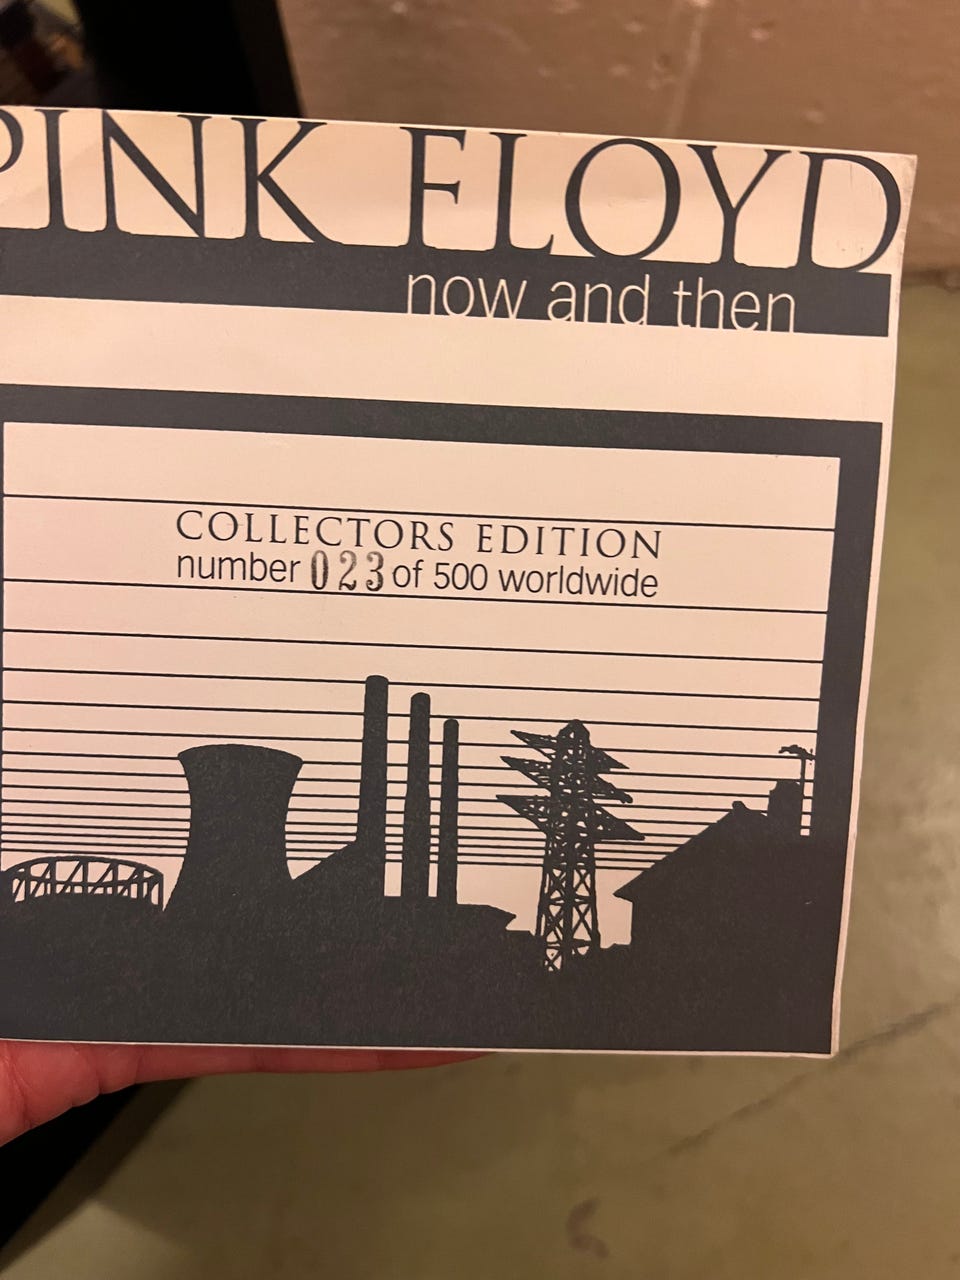 PINK FLOYD
now and then
COLLECTORS EDITION
number 023 of 500 worldwide